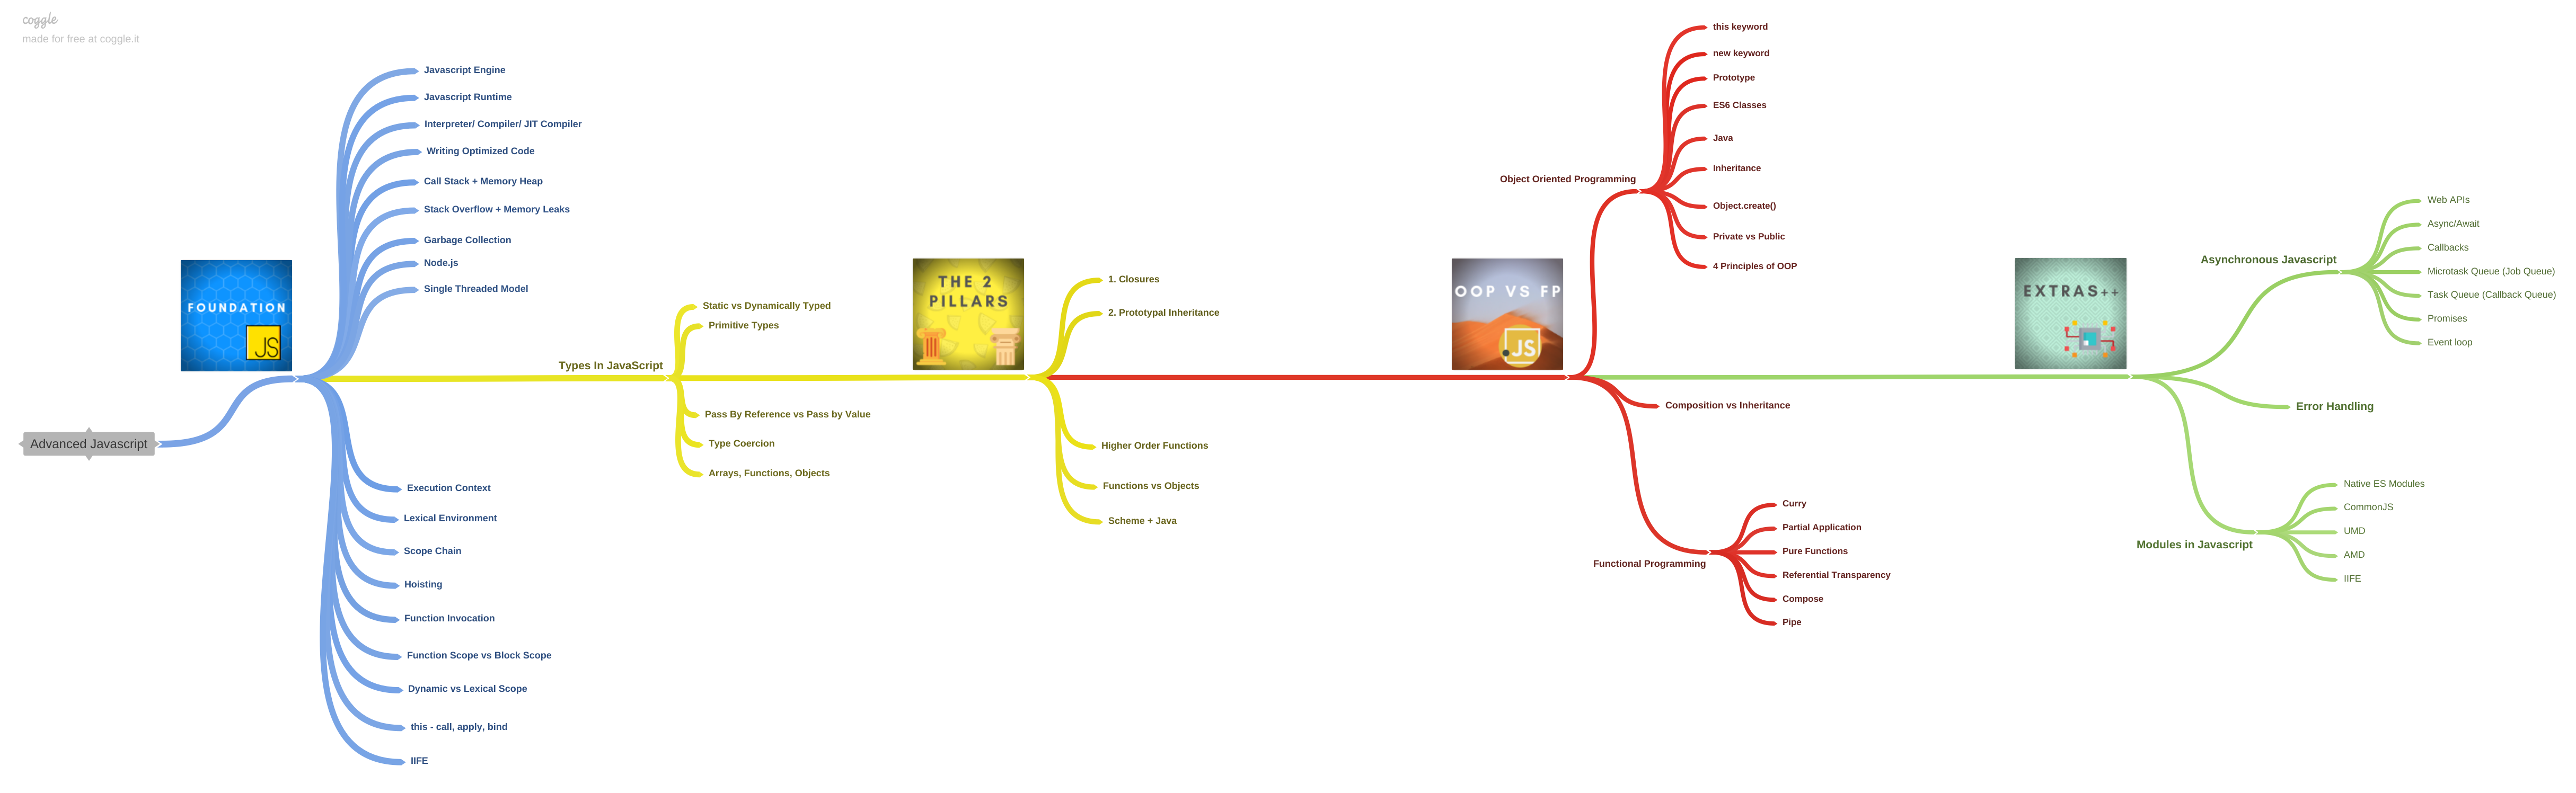 coggle
made for free at coggle.it
Advanced Javascript
FOUNDATION
JS
Javascript Engine
Javascript Runtime
Interpreter/ Compiler/ JIT Compiler
Writing Optimized Code
Call Stack + Memory Heap
Stack Overflow + Memory Leaks
Garbage Collection
Node.js
Single Threaded Model
Execution Context
Lexical Environment
Scope Chain
Hoisting
Function Invocation
Function Scope vs Block Scope
Dynamic vs Lexical Scope
this - call, apply, bind
IIFE
Types In JavaScript
Static vs Dynamically Typed
Primitive Types
Pass By Reference vs Pass by Value
Type Coercion
Arrays, Functions, Objects
THE 2
PILLARS
1. Closures
2. Prototypal Inheritance
Higher Order Functions
Functions vs Objects
Scheme + Java
OOP VS FP
JS
Object Oriented Programming
this keyword
new keyword
Prototype
ES6 Classes
Java
Inheritance
Object.create()
Private vs Public
4 Principles of OOP
Composition vs Inheritance
Functional Programming
Curry
Partial Application
Pure Functions
Referential Transparency
Compose
Pipe
EXTRAS++
Asynchronous Javascript
Web APIs
Async/Await
Callbacks
Microtask Queue (Job Queue)
Task Queue (Callback Queue)
Promises
Event loop
Error Handling
Modules in Javascript
Native ES Modules
CommonJS
UMD
AMD
IIFE